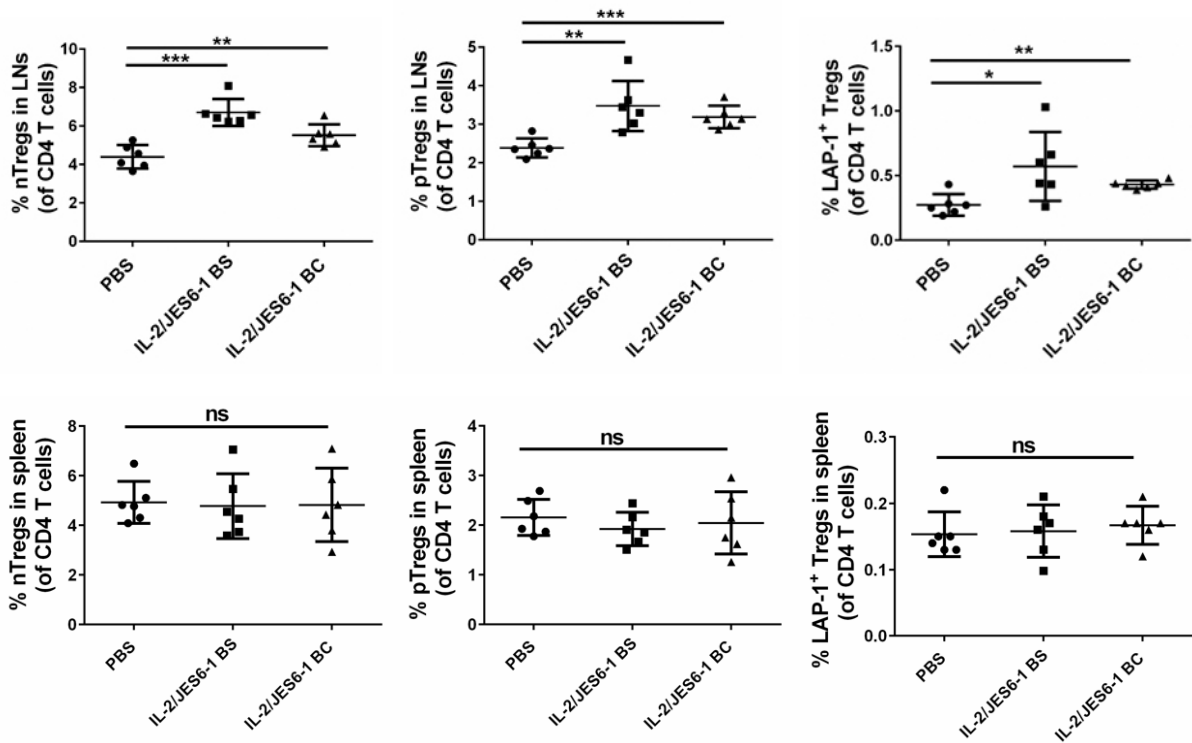 % nTregs in LNs
(of CD4 T cells)
10
8
6
4
2
0
**
***
PBS
IL-2/JES6-1 BS
IL-2/JES6-1 BC
% pTregs in LNs
(of CD4 T cells)
5
4
3
2
1
0
***
**
PBS
IL-2/JES6-1 BS
IL-2/JES6-1 BC
% LAP-1⁺ Tregs
(of CD4 T cells)
1.5
1.0
0.5
0.0
**
*
PBS
IL-2/JES6-1 BS
IL-2/JES6-1 BC
% nTregs in spleen
(of CD4 T cells)
8
6
4
2
0
ns
PBS
IL-2/JES6-1 BS
IL-2/JES6-1 BC
% pTregs in spleen
(of CD4 T cells)
4
3
2
1
0
ns
PBS
IL-2/JES6-1 BS
IL-2/JES6-1 BC
% LAP-1⁺ Tregs in spleen
(of CD4 T cells)
0.3
0.2
0.1
0.0
ns
PBS
IL-2/JES6-1 BS
IL-2/JES6-1 BC